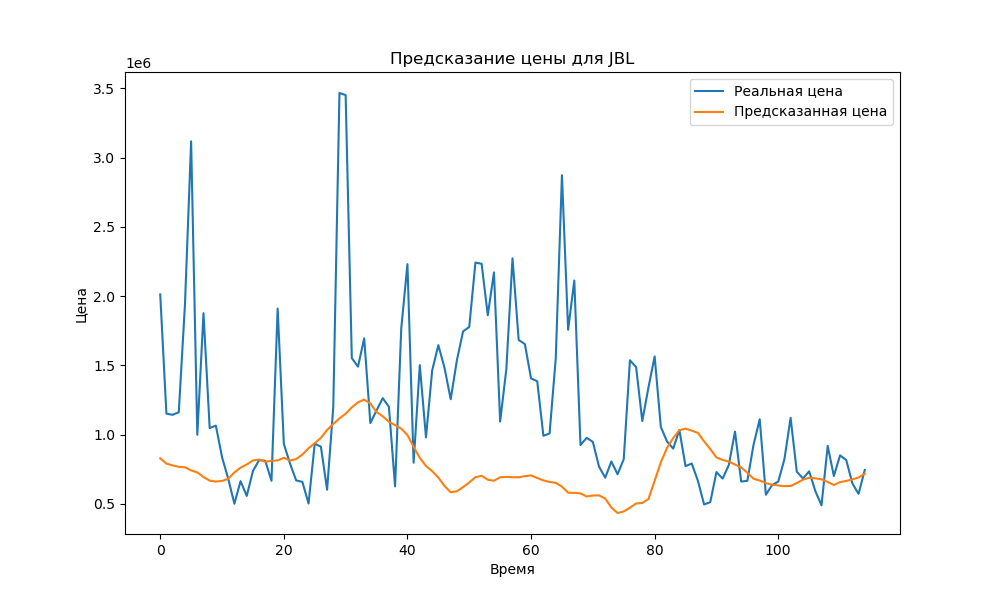 Предсказание цены для JBL
1e6
Реальная цена
Предсказанная цена
3.5
3.0
2.5
2.0
1.5
1.0
0.5
Цена
0 20 40 60 80 100
Время